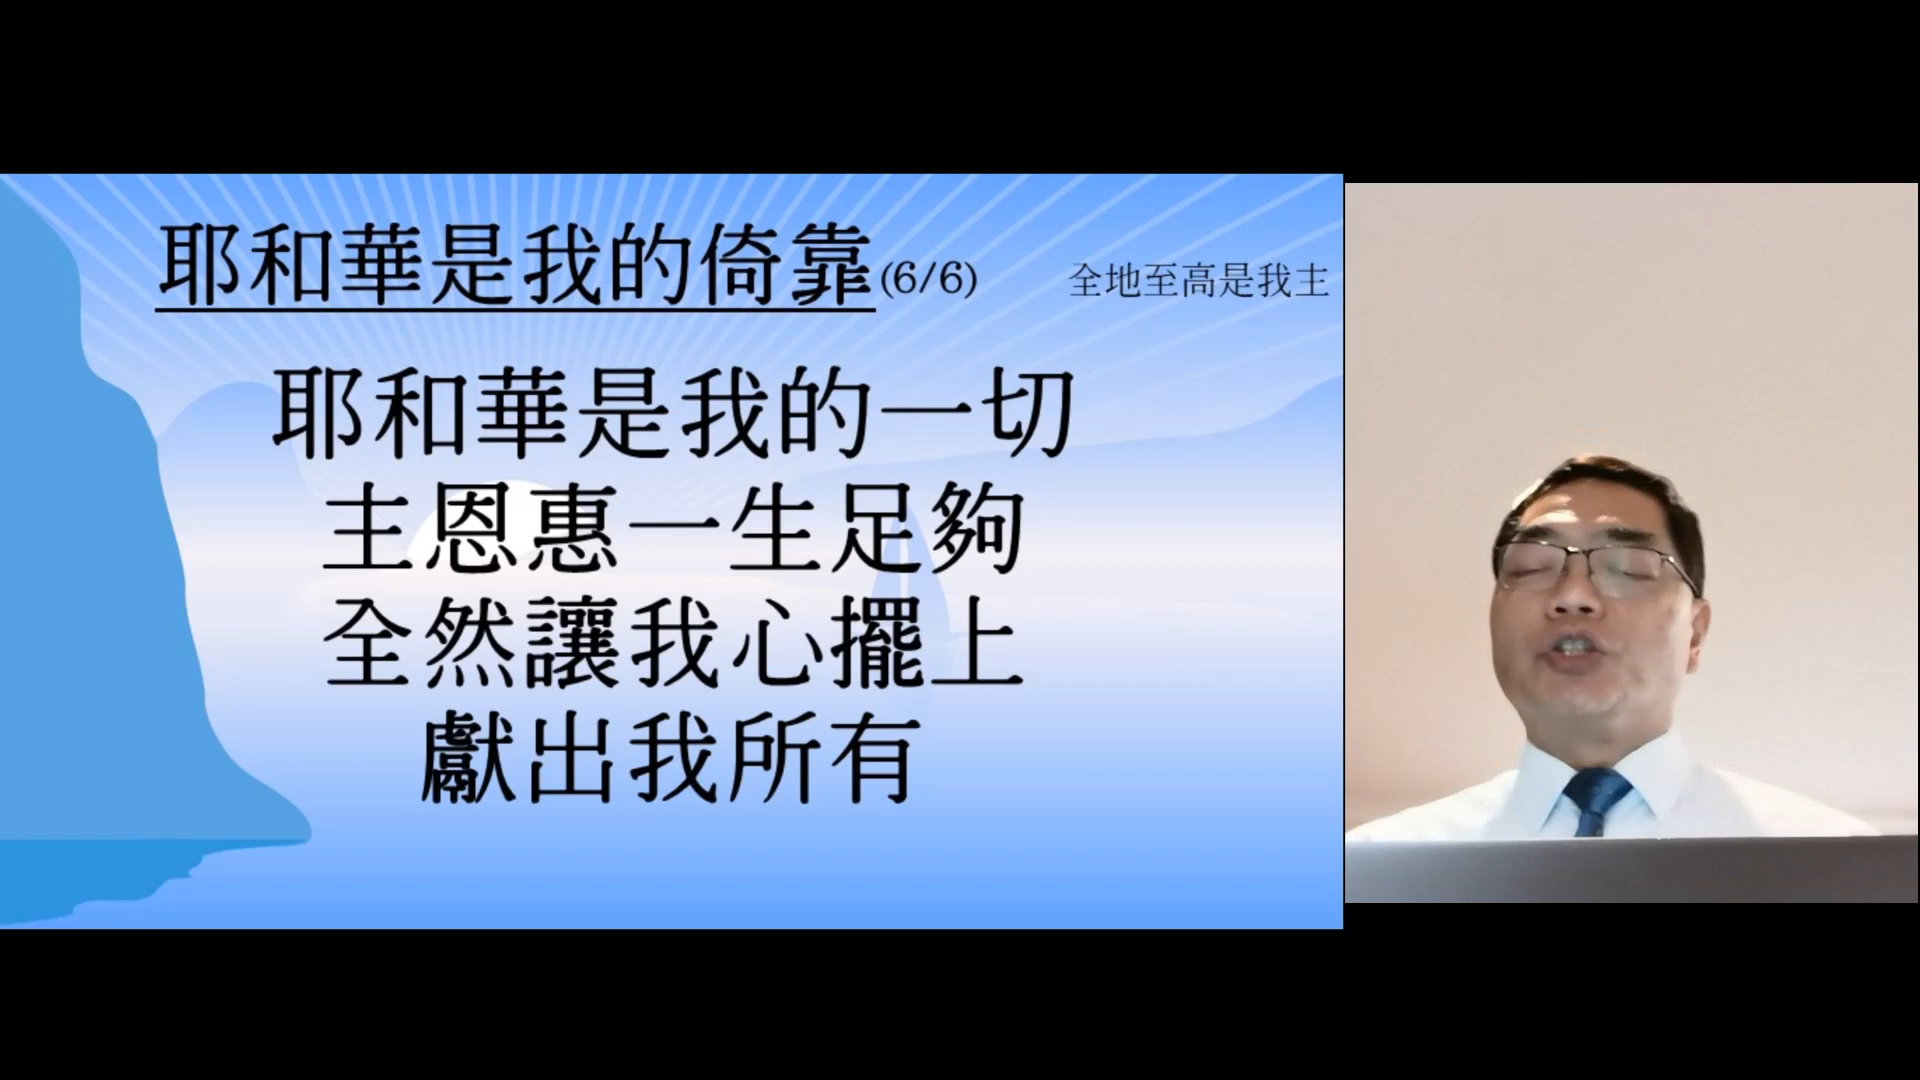 耶和華是我的倚靠(6/6) 全地至高是我主
耶和華是我的一切
主恩惠一生足夠
全然讓我心擺上
獻出我所有